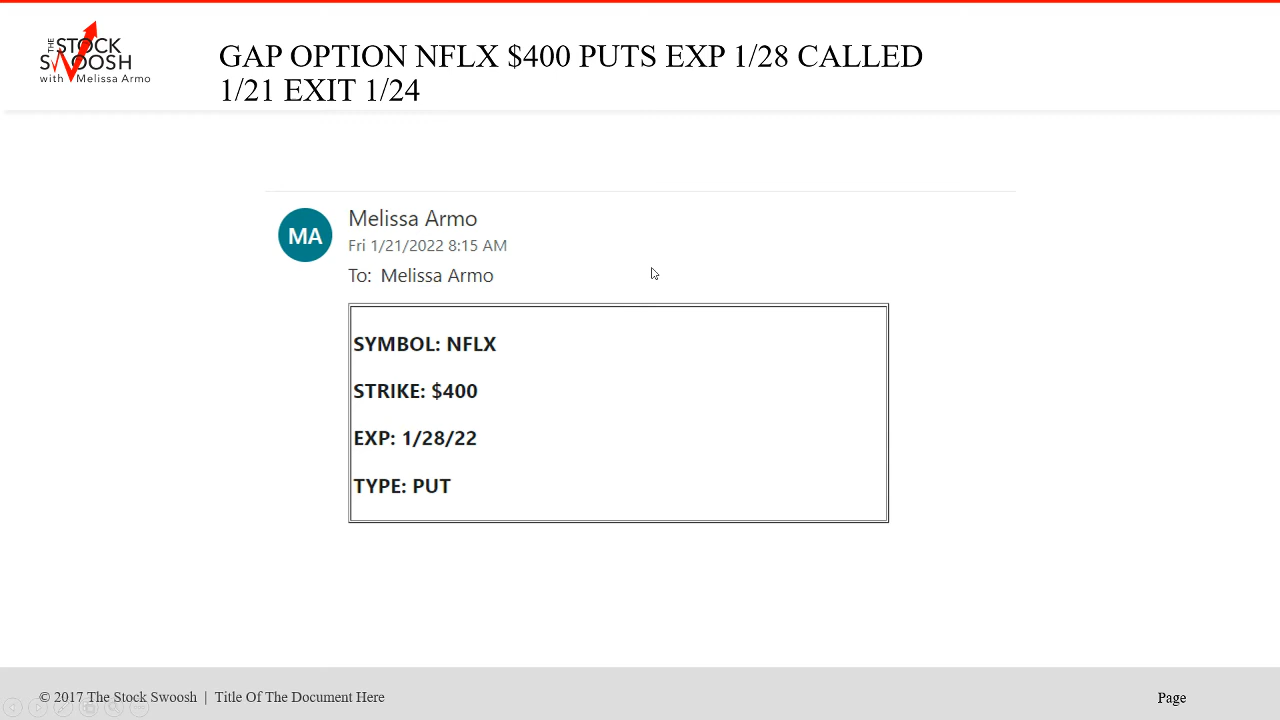 THE
STOCK
SWOOSH
with Melissa Armo
GAP OPTION NFLX $400 PUTS EXP 1/28 CALLED
1/21 EXIT 1/24
MA
Melissa Armo
Fri 1/21/2022 8:15 AM
To: Melissa Armo
SYMBOL: NFLX
STRIKE: $400
EXP: 1/28/22
TYPE: PUT
© 2017 The Stock Swoosh | Title Of The Document Here
Page